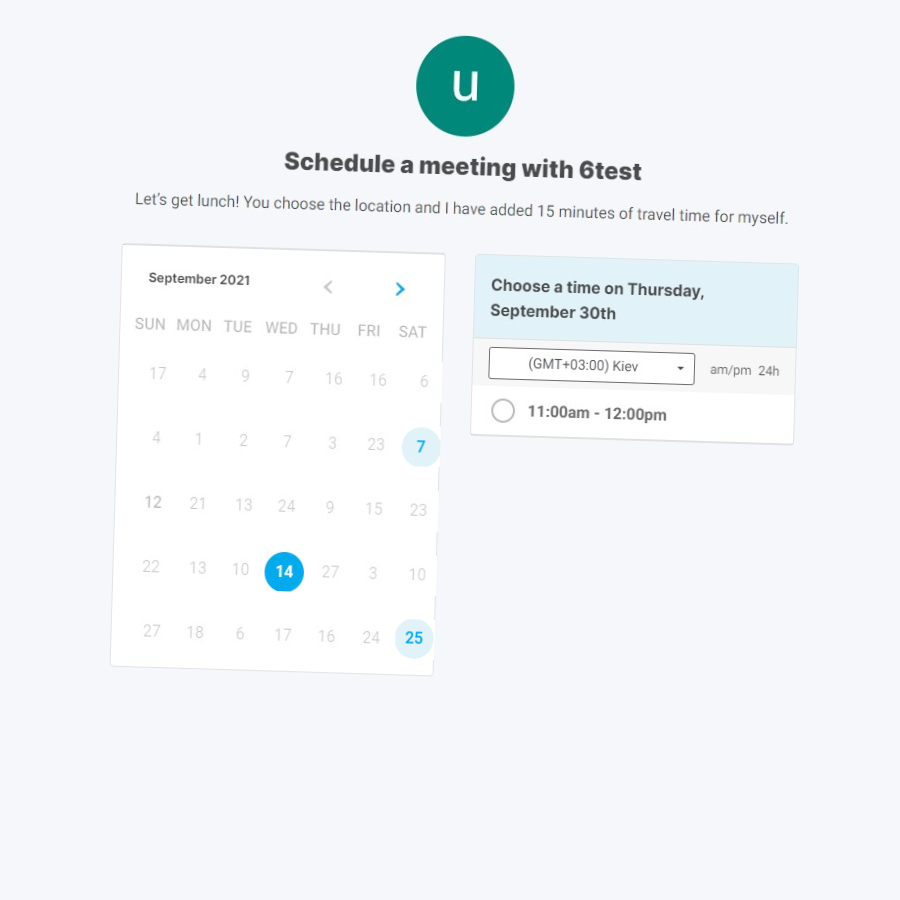 u
Schedule a meeting with 6test
Let's get lunch! You choose the location and I have added 15 minutes of travel time for myself.
September 2021
SUN MON TUE WED THU FRI SAT
17 4 9 7 16 16 6
4 1 2 7 3 23 7
12 21 13 24 9 15 23
22 13 10 14 27 3 10
27 18 6 17 16 24 25
Choose a time on Thursday,
September 30th
(GMT+03:00) Kiev am/pm 24h
11:00am - 12:00pm